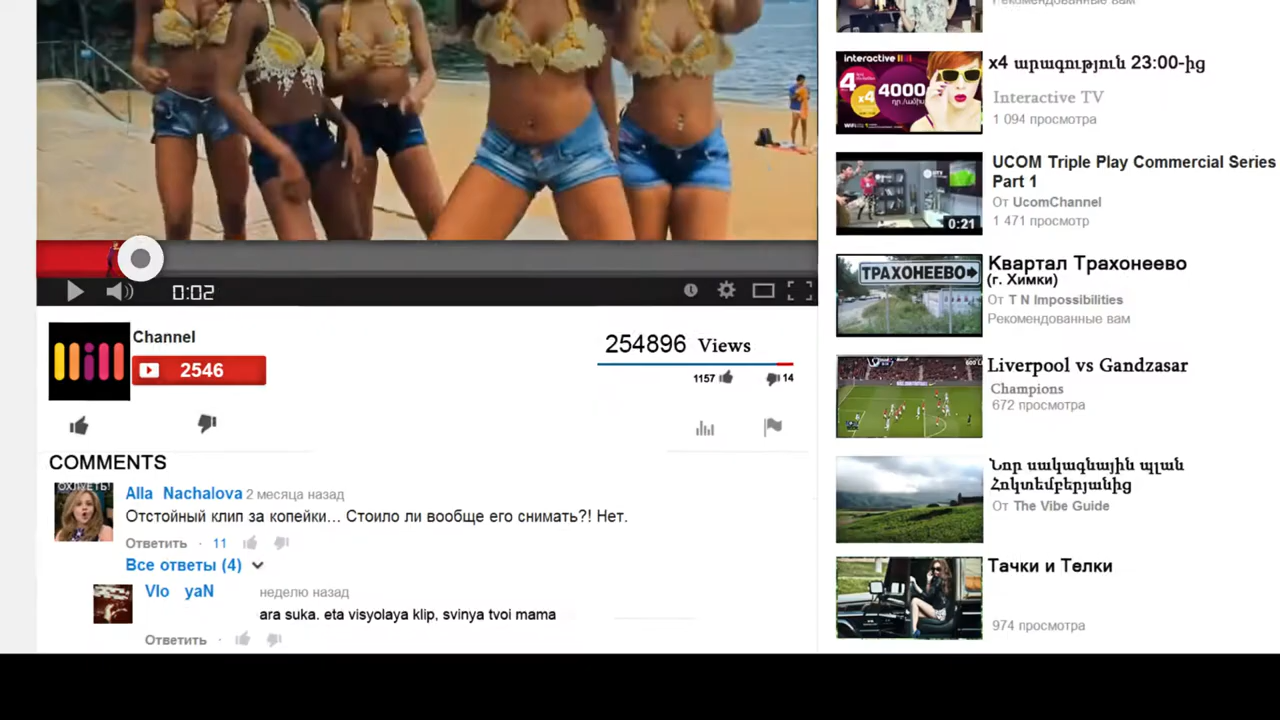 0:02
Channel
2546
254896 Views
1157 14
COMMENTS
Alla Nachalova 2 месяца назад
Отстойный клип за копейки... Стоило ли вообще его снимать?! Нет.
Ответить · 11
Все ответы (4)
Vlo yaN неделю назад
ara suka. eta visyolaya klip, svinya tvoi mama
Ответить ·
Рекомендованные вам
interactive
4
x4
4000
x4 արագություն 23:00-ից
Interactive TV
1 094 просмотра
0:21
UCOM Triple Play Commercial Series
Part 1
От UcomChannel
1 471 просмотр
ТРАХОНЕЕВО
Квартал Трахонеево
(г. Химки)
От T N Impossibilities
Рекомендованные вам
Liverpool vs Gandzasar
Champions
672 просмотра
Նոր սակագնային պլան
Հոկտեմբերյանից
От The Vibe Guide
Тачки и Телки
974 просмотра